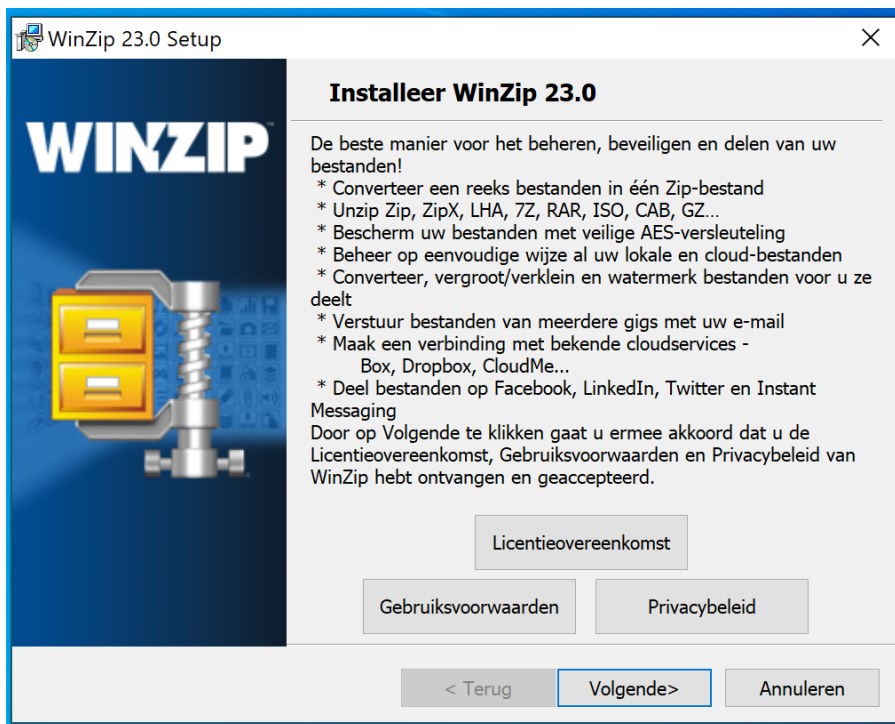 WinZip 23.0 Setup
WINZIP
Installeer WinZip 23.0
De beste manier voor het beheren, beveiligen en delen van uw
bestanden!
* Converteer een reeks bestanden in één Zip-bestand
* Unzip Zip, ZipX, LHA, 7Z, RAR, ISO, CAB, GZ...
* Bescherm uw bestanden met veilige AES-versleuteling
* Beheer op eenvoudige wijze al uw lokale en cloud-bestanden
* Converteer, vergroot/verklein en watermerk bestanden voor u ze
deelt
* Verstuur bestanden van meerdere gigs met uw e-mail
* Maak een verbinding met bekende cloudservices -
Box, Dropbox, CloudMe...
* Deel bestanden op Facebook, LinkedIn, Twitter en Instant
Messaging
Door op Volgende te klikken gaat u ermee akkoord dat u de
Licentieovereenkomst, Gebruiksvoorwaarden en Privacybeleid van
WinZip hebt ontvangen en geaccepteerd.
Licentieovereenkomst
Gebruiksvoorwaarden
Privacybeleid
< Terug
Volgende>
Annuleren